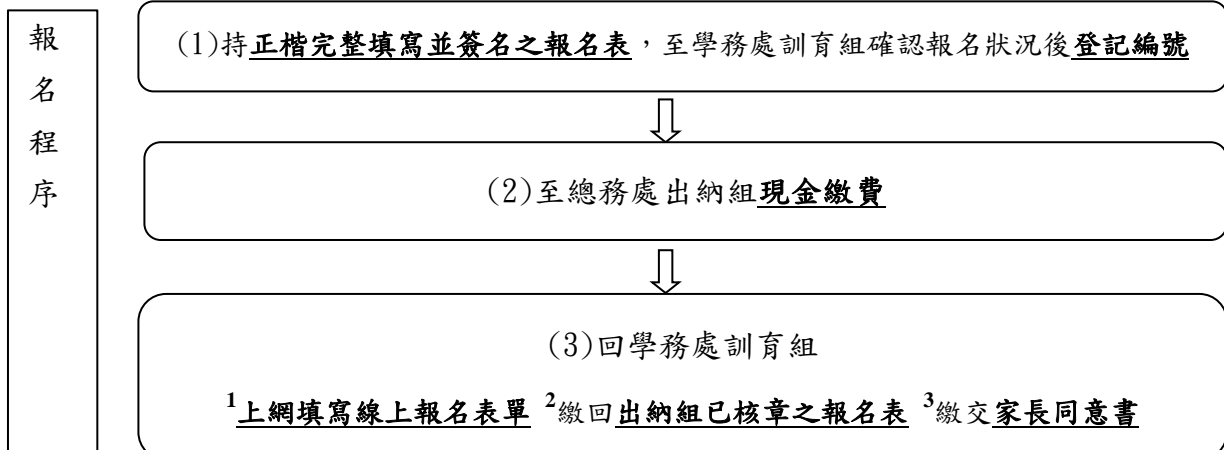 報
名
程
序
(1)持正楷完整填寫並簽名之報名表，至學務處訓育組確認報名狀況後登記編號
(2)至總務處出納組現金繳費
(3)回學務處訓育組
1上網填寫線上報名表單 2繳回出納組已核章之報名表 3繳交家長同意書